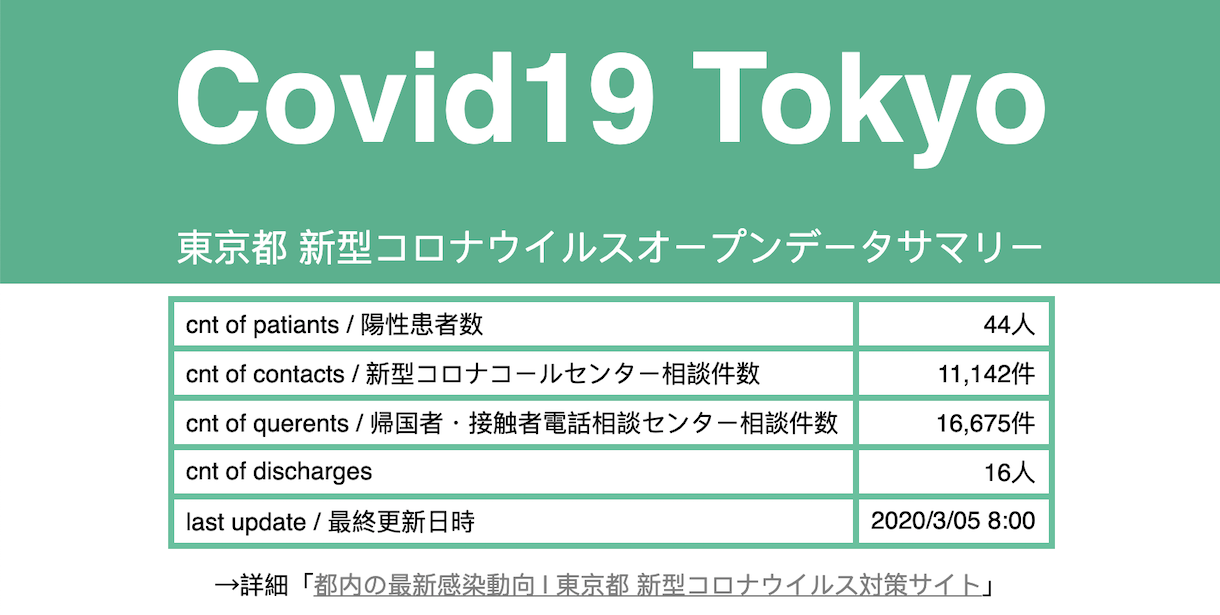 Covid19 Tokyo
東京都 新型コロナウイルスオープンデータサマリー
cnt of patiants / 陽性患者数 44人
cnt of contacts / 新型コロナコールセンター相談件数 11,142件
cnt of querents / 帰国者・接触者電話相談センター相談件数 16,675件
cnt of discharges 16人
last update / 最終更新日時 2020/3/05 8:00
→詳細「都内の最新感染動向 | 東京都 新型コロナウイルス対策サイト」